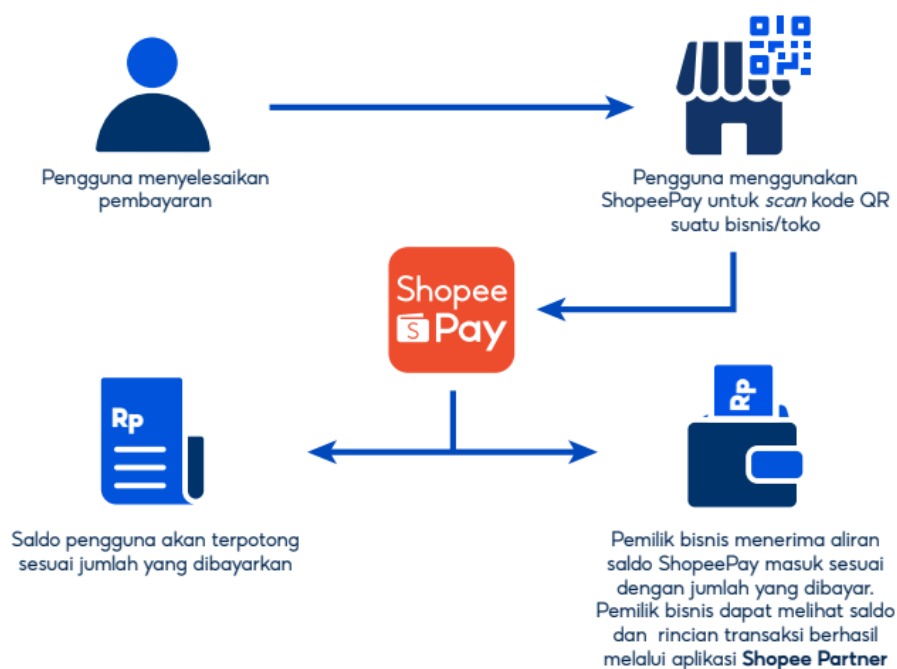 Pengguna menyelesaikan
pembayaran
Pengguna menggunakan
ShopeePay untuk scan kode QR
suatu bisnis/toko
Shopee
S Pay
Rp
Saldo pengguna akan terpotong
sesuai jumlah yang dibayarkan
Rp
Pemilik bisnis menerima aliran
saldo ShopeePay masuk sesuai
dengan jumlah yang dibayar.
Pemilik bisnis dapat melihat saldo
dan rincian transaksi berhasil
melalui aplikasi Shopee Partner